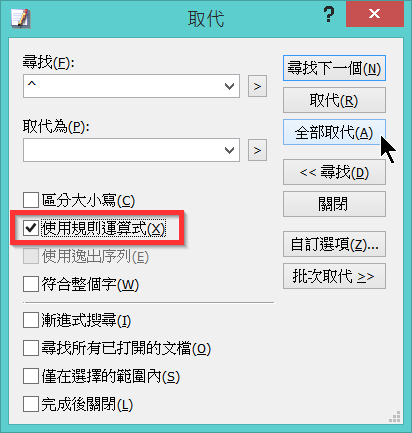 取代
尋找(F):
^
>
取代為(P):
>
區分大小寫(C)
使用規則運算式(X)
使用逸出序列(E)
符合整個字(W)
漸進式搜尋(I)
尋找所有已打開的文檔(O)
僅在選擇的範圍內(S)
完成後關閉(L)
尋找下一個(N)
取代(R)
全部取代(A)
<< 尋找(D)
關閉
自訂選項(Z)...
批次取代 >>